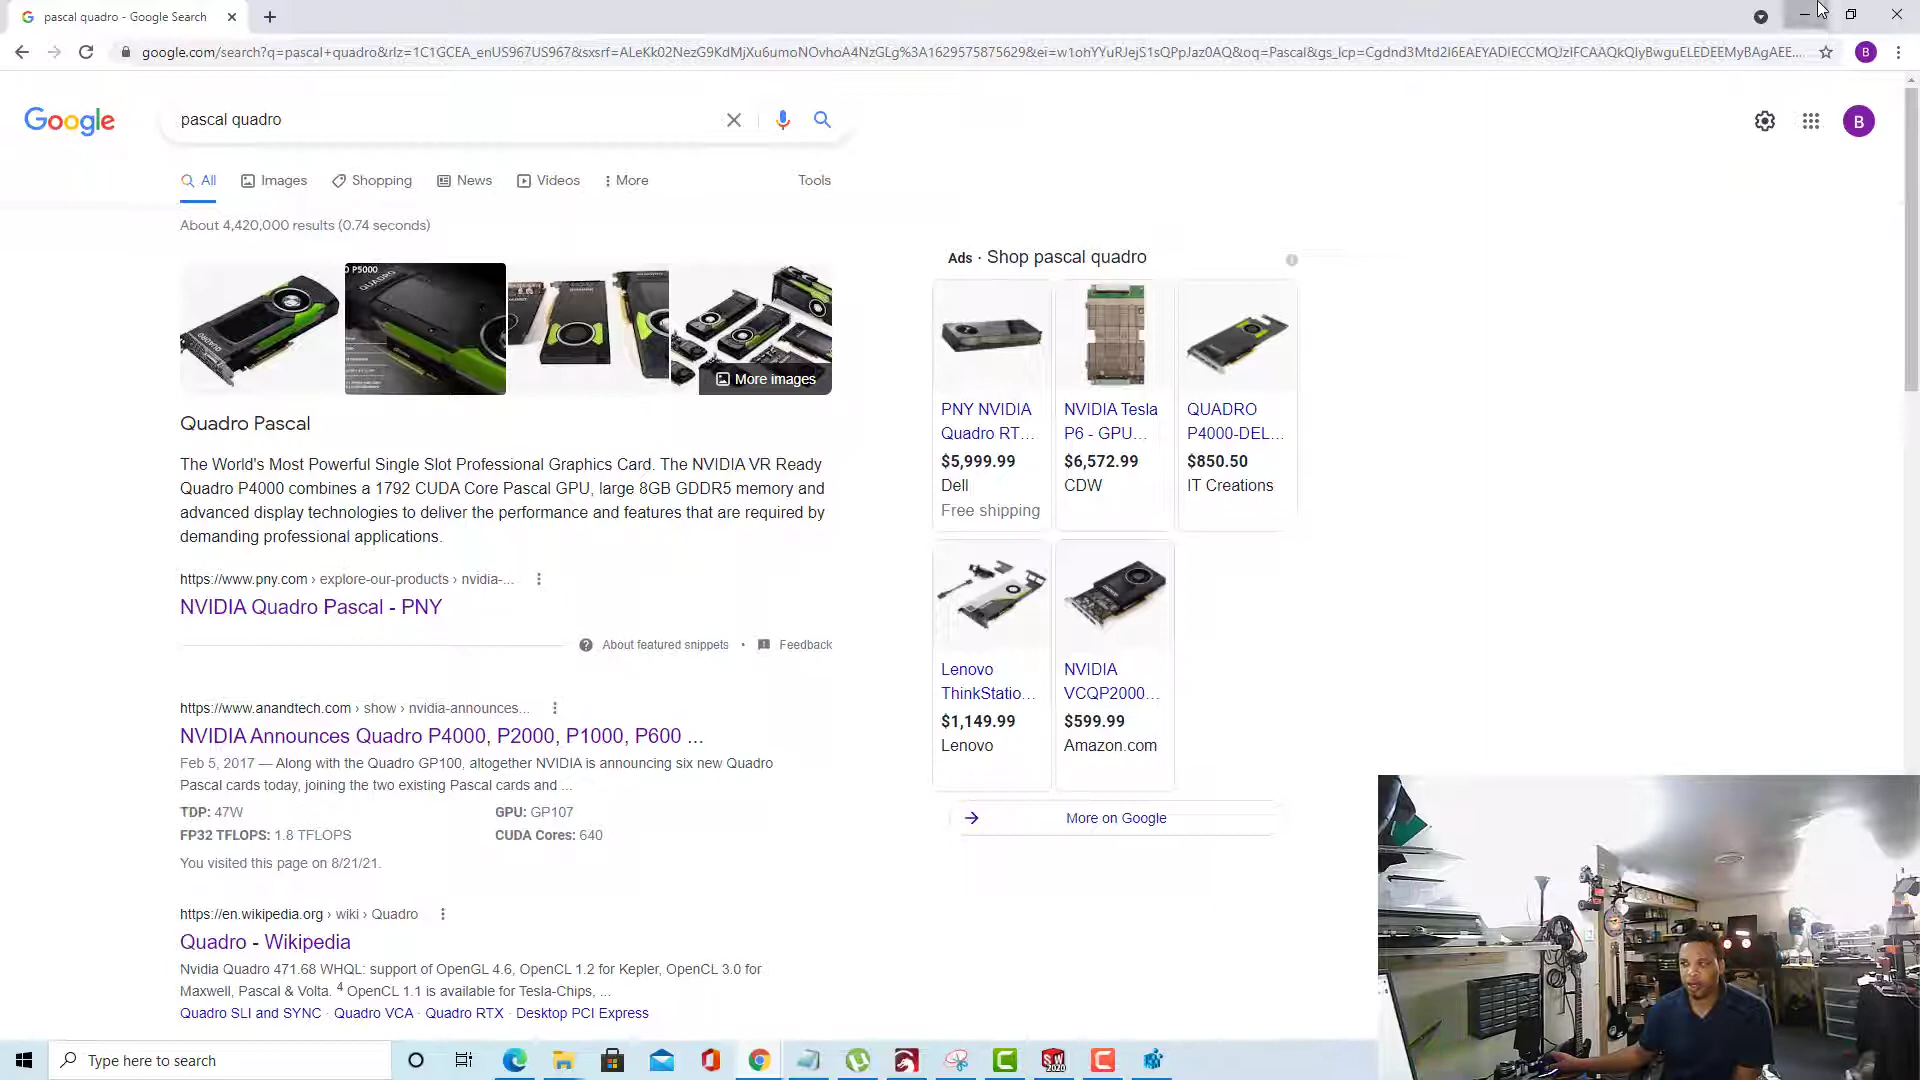 pascal quadro - Google Search
google.com/search?q=pascal+quadro&rlz=1C1GCEA_enUS967US967&sxsrf=ALeKk02NezG9KdMjXu6umoNOvhoA4NzGLg%3A1629575875629&ei=w1ohYYuRJejS1sQPpJaz0AQ&oq=Pascal&gs_lcp=Cgdnd3Mtd2l6EAEYADIECCMQJzIFCAAQkQIyBwguELEDEEMyBAgAEE...
B
Google
pascal quadro
B
All
Images
Shopping
News
Videos
More
Tools
About 4,420,000 results (0.74 seconds)
O P5000
QUADRO
QUADRO
More images
Quadro Pascal
The World's Most Powerful Single Slot Professional Graphics Card. The NVIDIA VR Ready
Quadro P4000 combines a 1792 CUDA Core Pascal GPU, large 8GB GDDR5 memory and
advanced display technologies to deliver the performance and features that are required by
demanding professional applications.
https://www.pny.com › explore-our-products › nvidia-...
NVIDIA Quadro Pascal - PNY
About featured snippets • Feedback
https://www.anandtech.com › show › nvidia-announces...
NVIDIA Announces Quadro P4000, P2000, P1000, P600 ...
Feb 5, 2017 — Along with the Quadro GP100, altogether NVIDIA is announcing six new Quadro
Pascal cards today, joining the two existing Pascal cards and ...
TDP: 47W
GPU: GP107
FP32 TFLOPS: 1.8 TFLOPS
CUDA Cores: 640
You visited this page on 8/21/21.
https://en.wikipedia.org › wiki › Quadro
Quadro - Wikipedia
Nvidia Quadro 471.68 WHQL: support of OpenGL 4.6, OpenCL 1.2 for Kepler, OpenCL 3.0 for
Maxwell, Pascal & Volta. 4 OpenCL 1.1 is available for Tesla-Chips, ...
Quadro SLI and SYNC · Quadro VCA · Quadro RTX · Desktop PCI Express
Ads · Shop pascal quadro
PNY NVIDIA
Quadro RT...
$5,999.99
Dell
Free shipping
NVIDIA Tesla
P6 - GPU...
$6,572.99
CDW
QUADRO
P4000-DEL...
$850.50
IT Creations
Lenovo
ThinkStatio...
$1,149.99
Lenovo
NVIDIA
VCQP2000...
$599.99
Amazon.com
More on Google
Type here to search
SW
2020